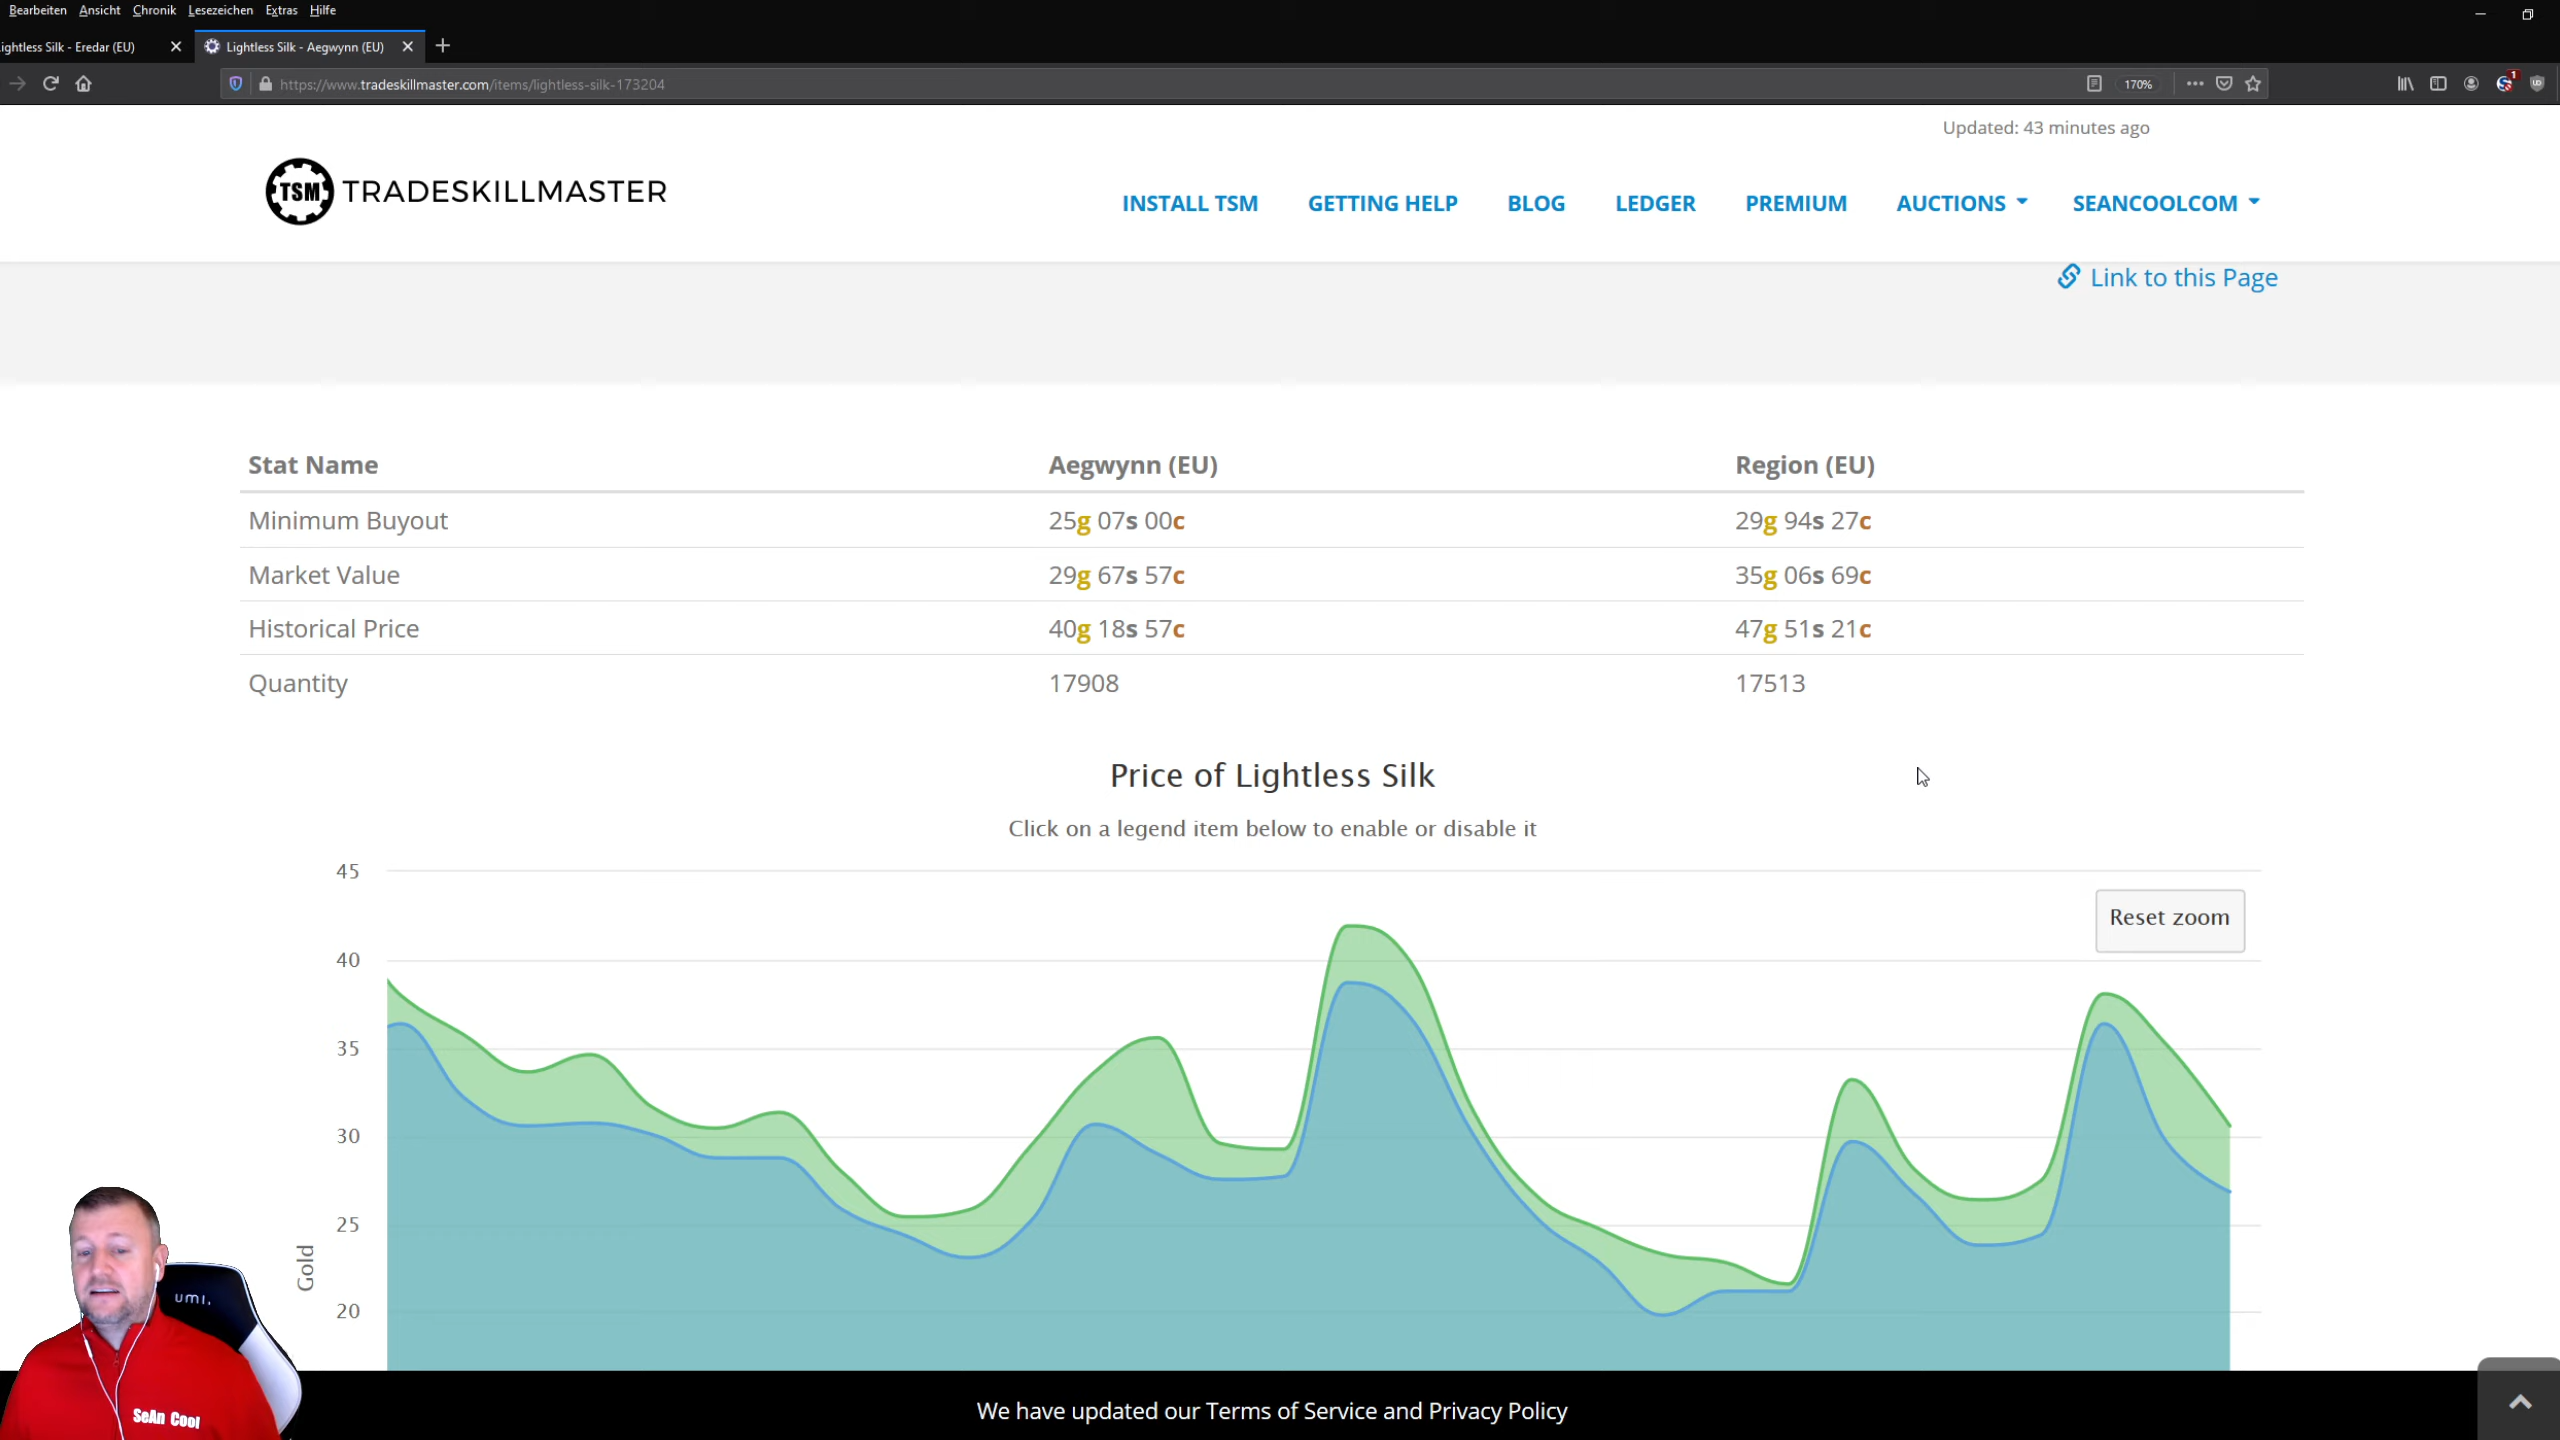 Bearbeiten Ansicht Chronik Lesezeichen Extras Hilfe
ightless Silk - Eredar (EU)
Lightless Silk - Aegwynn (EU)
https://www.tradeskillmaster.com/items/lightless-silk-173204
170%
1
Updated: 43 minutes ago
TSM TRADESKILLMASTER
INSTALL TSM GETTING HELP BLOG LEDGER PREMIUM AUCTIONS SEANCOOLCOM
Link to this Page
Stat Name Aegwynn (EU) Region (EU)
Minimum Buyout 25g 07s 00c 29g 94s 27c
Market Value 29g 67s 57c 35g 06s 69c
Historical Price 40g 18s 57c 47g 51s 21c
Quantity 17908 17513
Price of Lightless Silk
Click on a legend item below to enable or disable it
45
Reset zoom
40
35
30
25
Gold
20
umi.
SeAn Cool
We have updated our Terms of Service and Privacy Policy